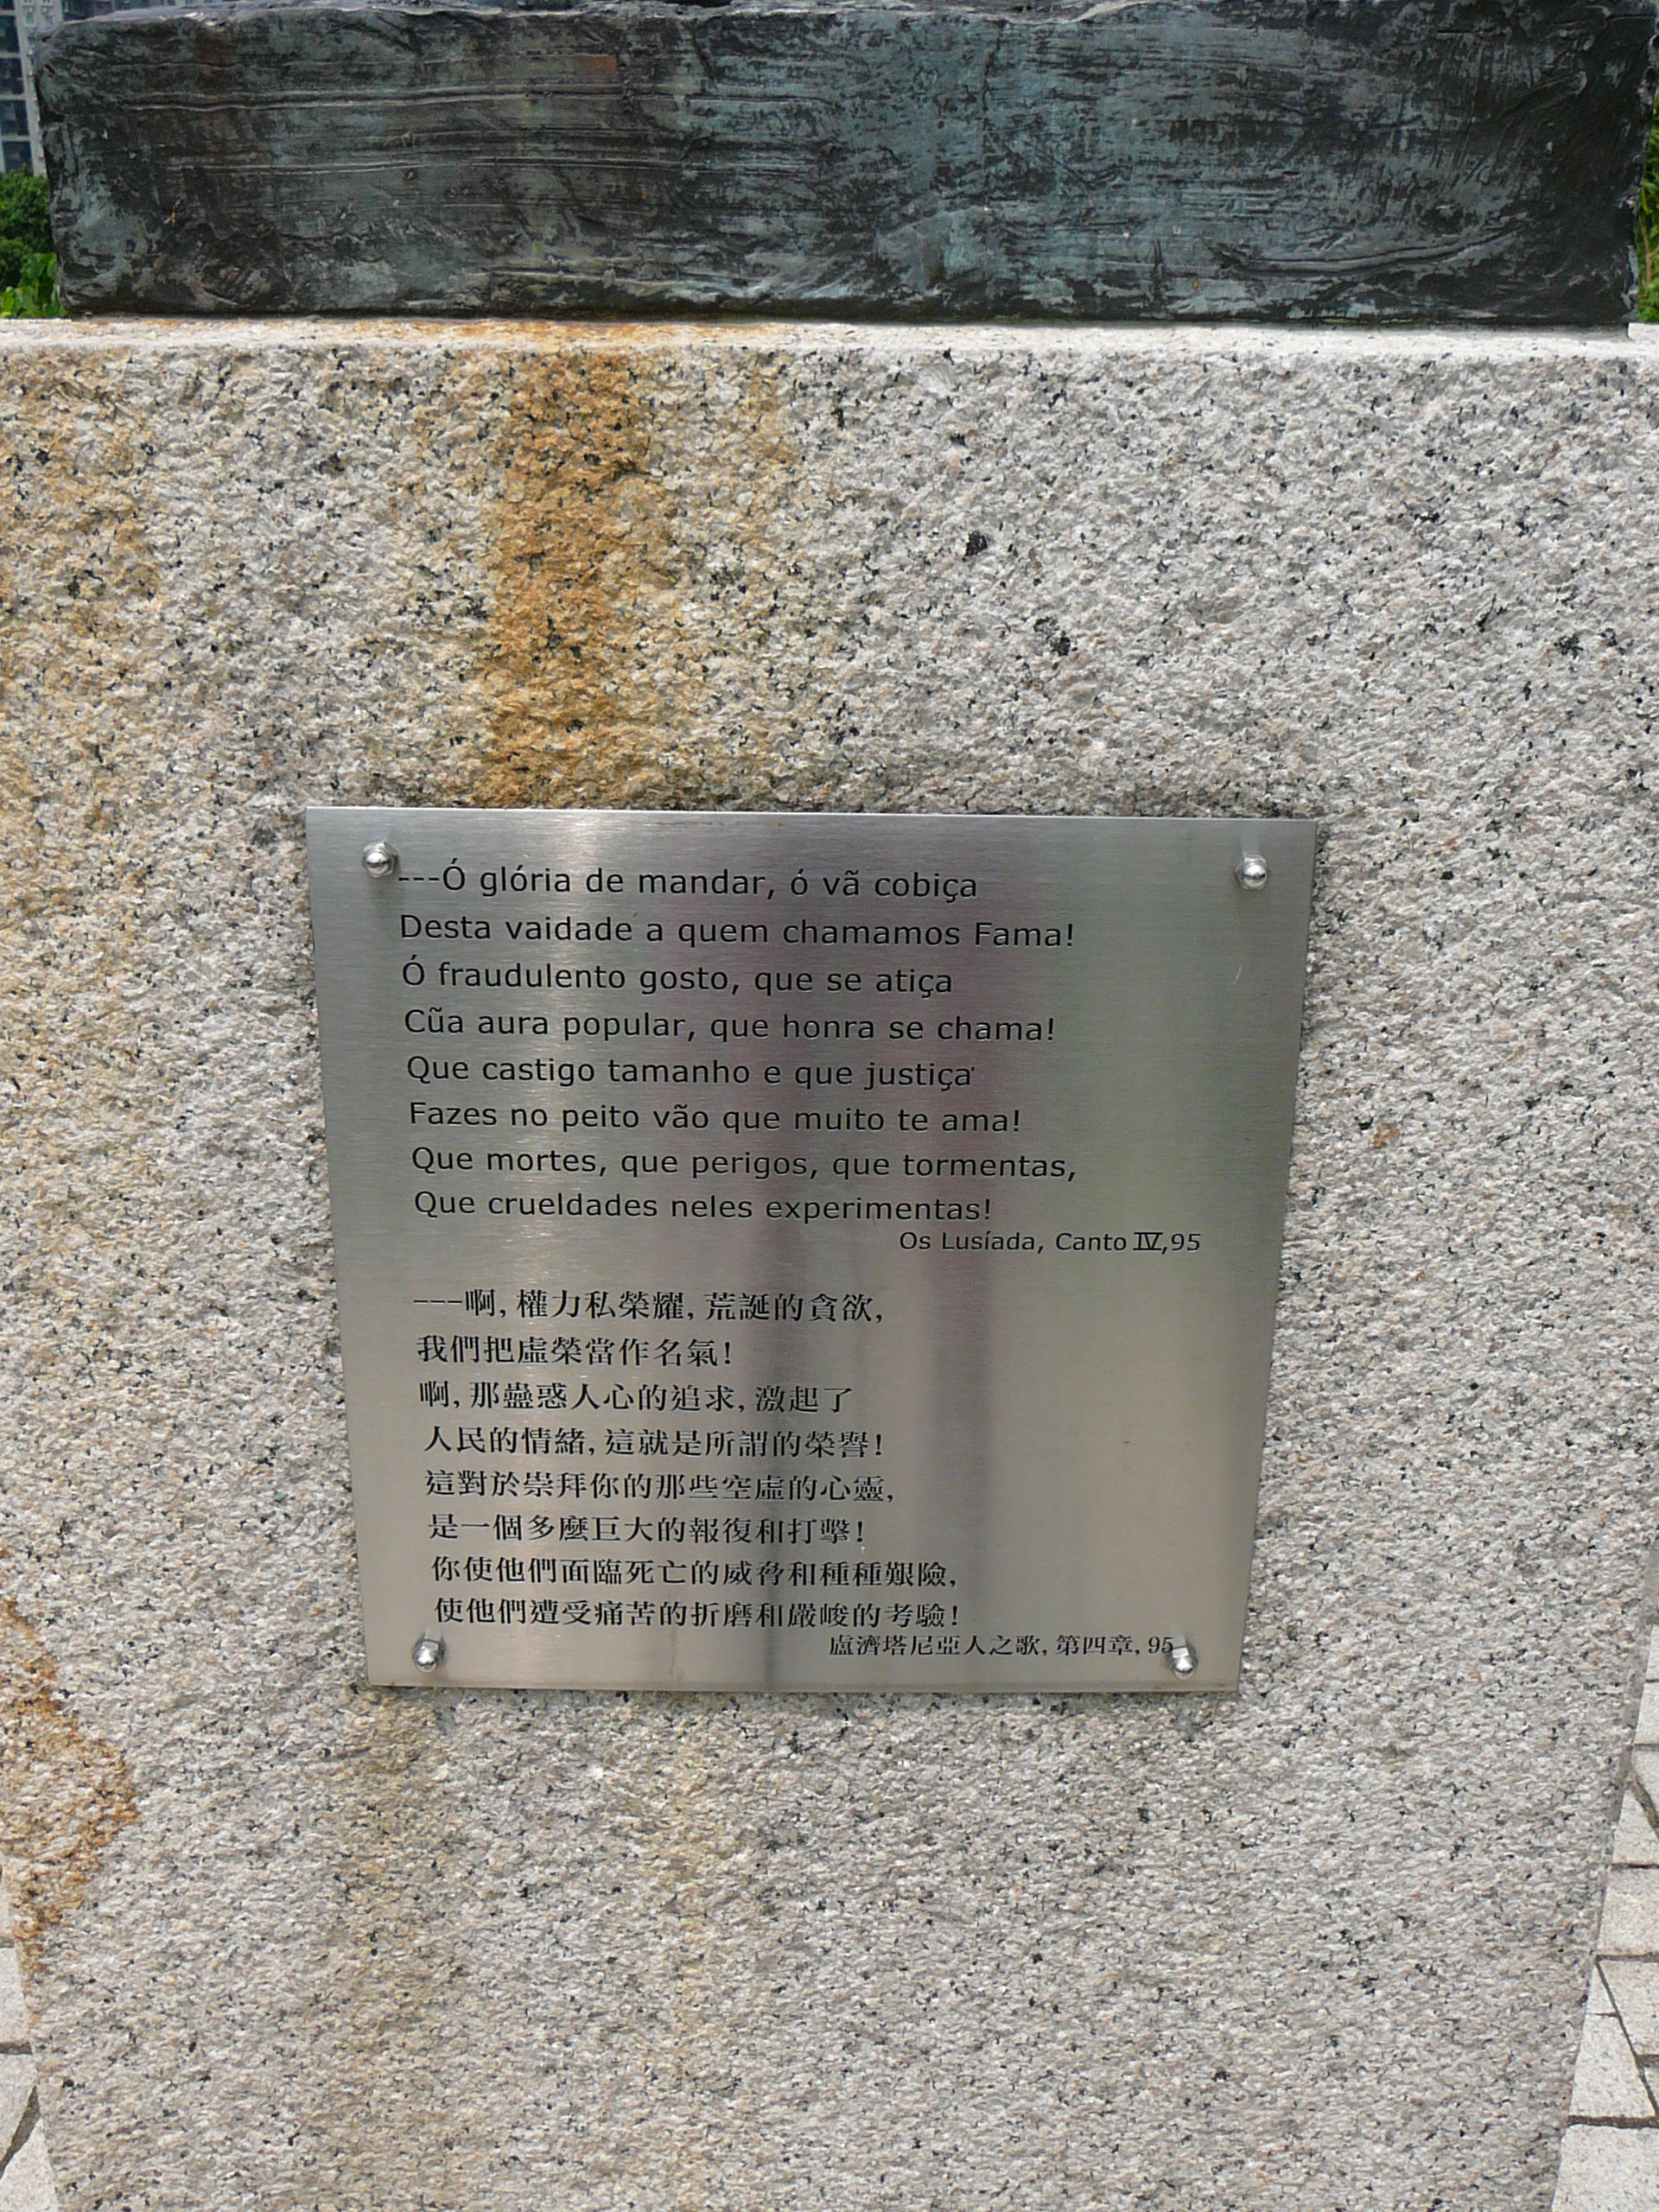 ---Ó glória de mandar, ó vã cobiça
Desta vaidade a quem chamamos Fama!
Ó fraudulento gosto, que se atiça
Cũa aura popular, que honra se chama!
Que castigo tamanho e que justiça
Fazes no peito vão que muito te ama!
Que mortes, que perigos, que tormentas,
Que crueldades neles experimentas!
Os Lusíada, Canto Ⅳ,95
---啊, 權力私榮耀, 荒誕的貪欲,
我們把虛榮當作名氣!
啊, 那蠱惑人心的追求, 激起了
人民的情緒, 這就是所謂的榮譽!
這對於崇拜你的那些空虛的心靈,
是一個多麼巨大的報復和打擊!
你使他們面臨死亡的威脅和種種艱險,
使他們遭受痛苦的折磨和嚴峻的考驗!
盧濟塔尼亞人之歌, 第四章, 95